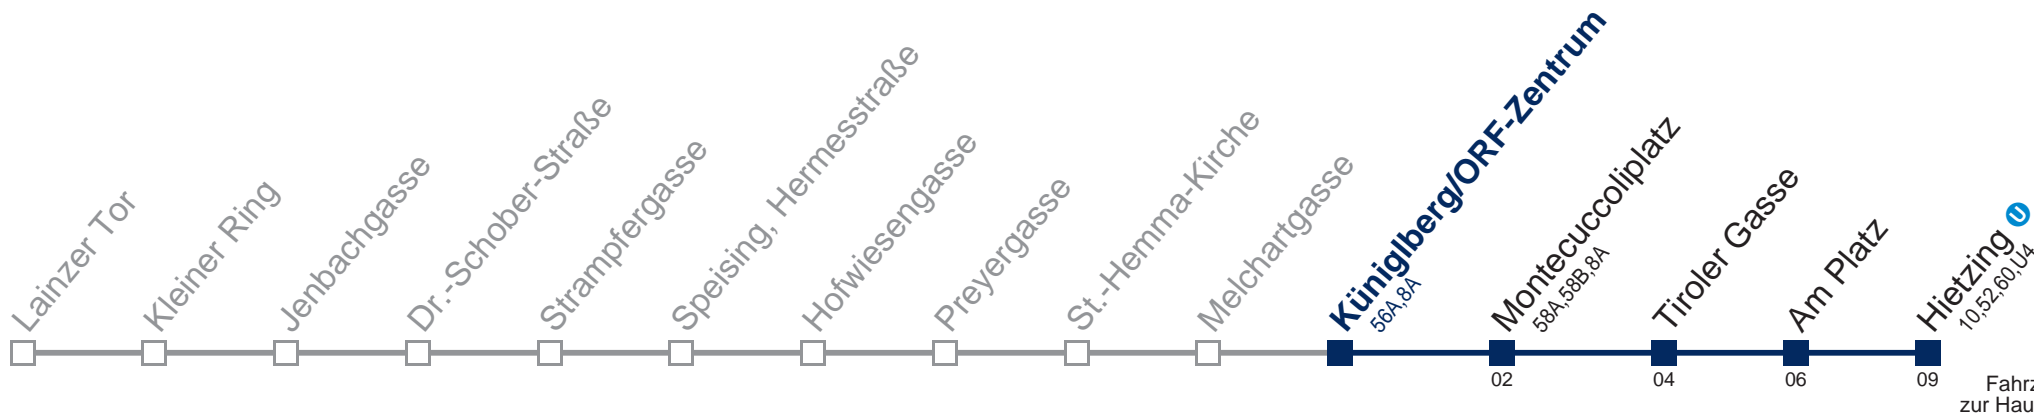 Lainzer Tor
Kleiner Ring
Jenbachgasse
Dr.-Schober-Straße
Strampfergasse
Speising, Hermesstraße
Hofwiesengasse
Preyergasse
St.-Hemma-Kirche
Melchartgasse
Küniglberg/ORF-Zentrum
56A,8A
Montecuccoliplatz
58A,58B,8A
Tiroler Gasse
Am Platz
Hietzing U
10,52,60,U4
02
04
06
09
Fahrz
zur Hau